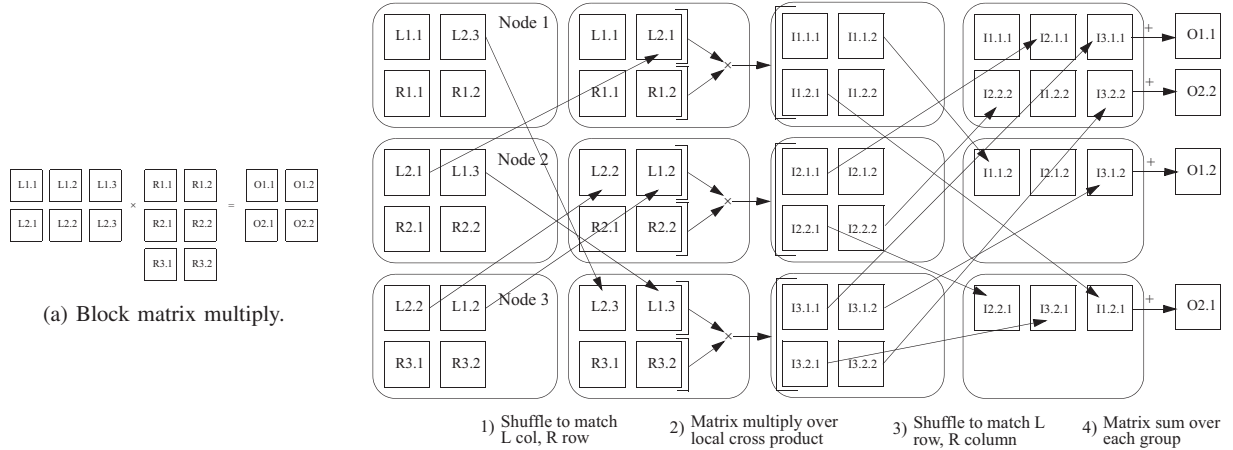 L1.1 L1.2 L1.3
L2.1 L2.2 L2.3
×
R1.1 R1.2
R2.1 R2.2
R3.1 R3.2
=
O1.1 O1.2
O2.1 O2.2
(a) Block matrix multiply.
Node 1
L1.1 L2.3
R1.1 R1.2
Node 2
L2.1 L1.3
R2.1 R2.2
Node 3
L2.2 L1.2
R3.1 R3.2
1) Shuffle to match
L col, R row
L1.1 L2.1
R1.1 R1.2
×
L2.2 L1.2
R2.1 R2.2
×
L2.3 L1.3
R3.1 R3.2
×
2) Matrix multiply over
local cross product
I1.1.1 I1.1.2
I1.2.1 I1.2.2
I2.1.1 I2.1.2
I2.2.1 I2.2.2
I3.1.1 I3.1.2
I3.2.1 I3.2.2
3) Shuffle to match L
row, R column
I1.1.1 I2.1.1 I3.1.1 + O1.1
I2.2.2 I1.2.2 I3.2.2 + O2.2
I1.1.2 I2.1.2 I3.1.2 + O1.2
I2.2.1 I3.2.1 I1.2.1 + O2.1
4) Matrix sum over
each group